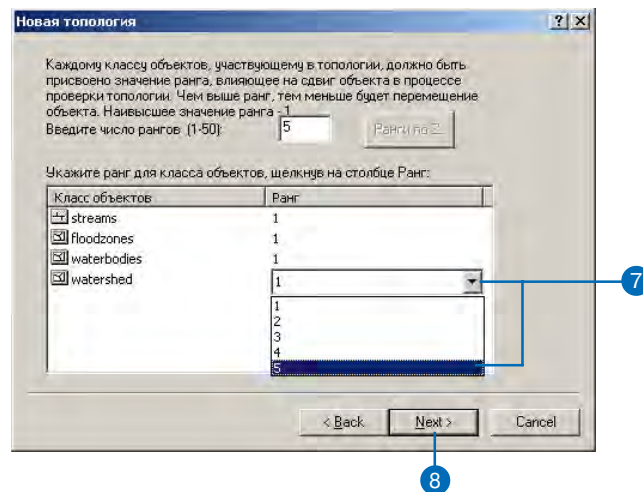 Новая топология
Каждому классу объектов, участвующему в топологии, должно быть
присвоено значение ранга, влияющее на сдвиг объекта в процессе
проверки топологии. Чем выше ранг, тем меньше будет перемещение
объекта. Наивысшее значение ранга - 1
Введите число рангов (1-50): 5 Ранги по Z...
Укажите ранг для класса объектов, щелкнув на столбце Ранг:
Класс объектов Ранг
streams 1
floodzones 1
waterbodies 1
watershed 1
1
2
3
4
5
7
< Back Next > Cancel
8